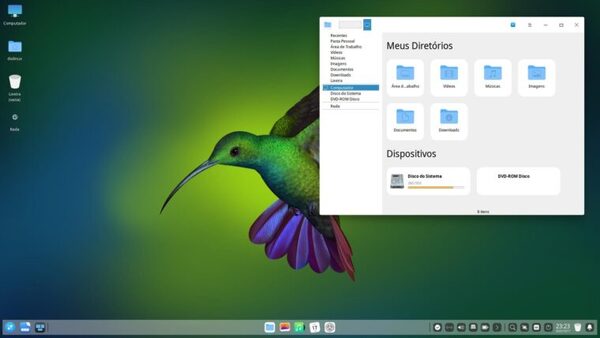 Computador
Lixeira
(vazia)
Rede
Recentes
Pasta Pessoal
Área de Trabalho
Vídeos
Músicas
Imagens
Documentos
Downloads
Lixeira
Computador
Disco do Sistema
DVD-ROM Disco
Rede
Meus Diretórios
Área d...abalho
Vídeos
Músicas
Imagens
Documentos
Downloads
Dispositivos
Disco do Sistema
DVD-ROM Disco
8 itens
17
23:23